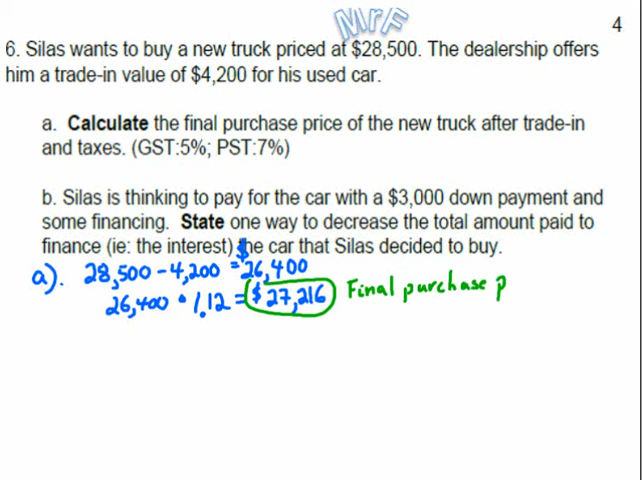 MrF
4
6. Silas wants to buy a new truck priced at $28,500. The dealership offers
him a trade-in value of $4,200 for his used car.
a. Calculate the final purchase price of the new truck after trade-in
and taxes. (GST:5%; PST:7%)
b. Silas is thinking to pay for the car with a $3,000 down payment and
some financing. State one way to decrease the total amount paid to
finance (ie: the interest) the car that Silas decided to buy.
a). 28,500 - 4,200 = $26,400
26,400 • 1.12 = $27,216 Final purchase p